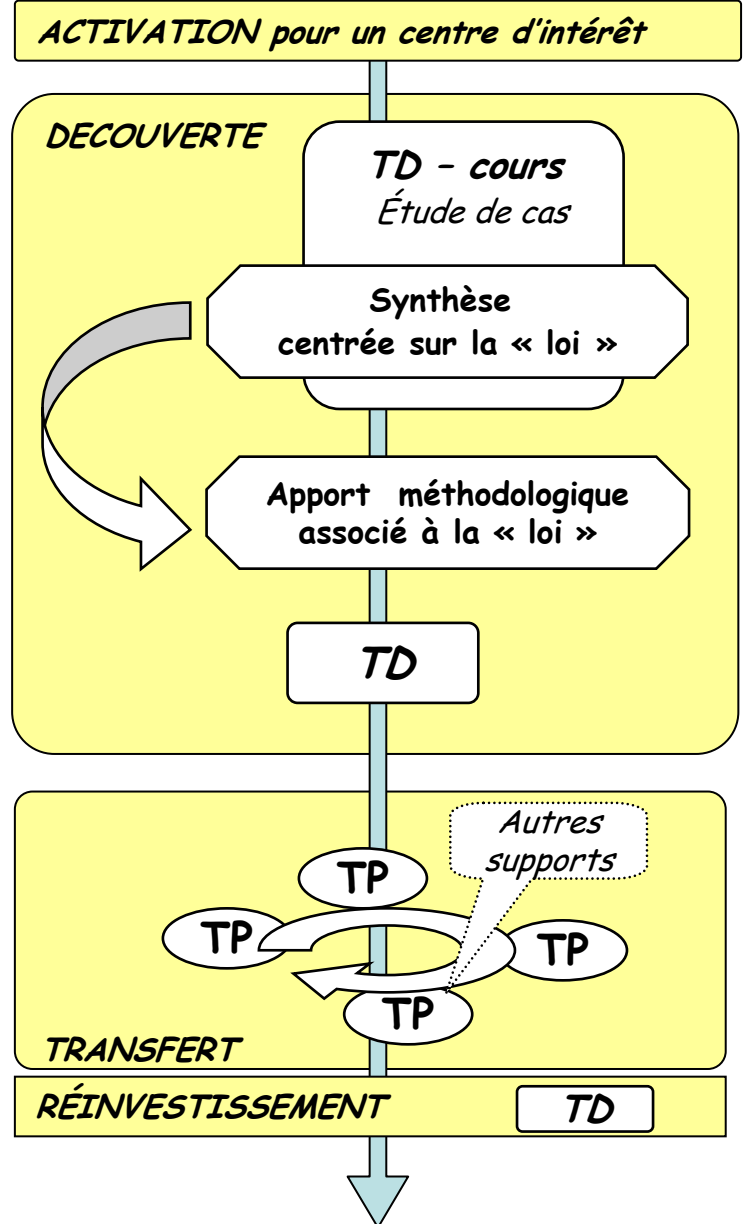 ACTIVATION pour un centre d'intérêt
DECOUVERTE
TD – cours
Étude de cas
Synthèse
centrée sur la « loi »
Apport méthodologique
associé à la « loi »
TD
Autres
supports
TP
TP
TP
TP
TRANSFERT
RÉINVESTISSEMENT
TD